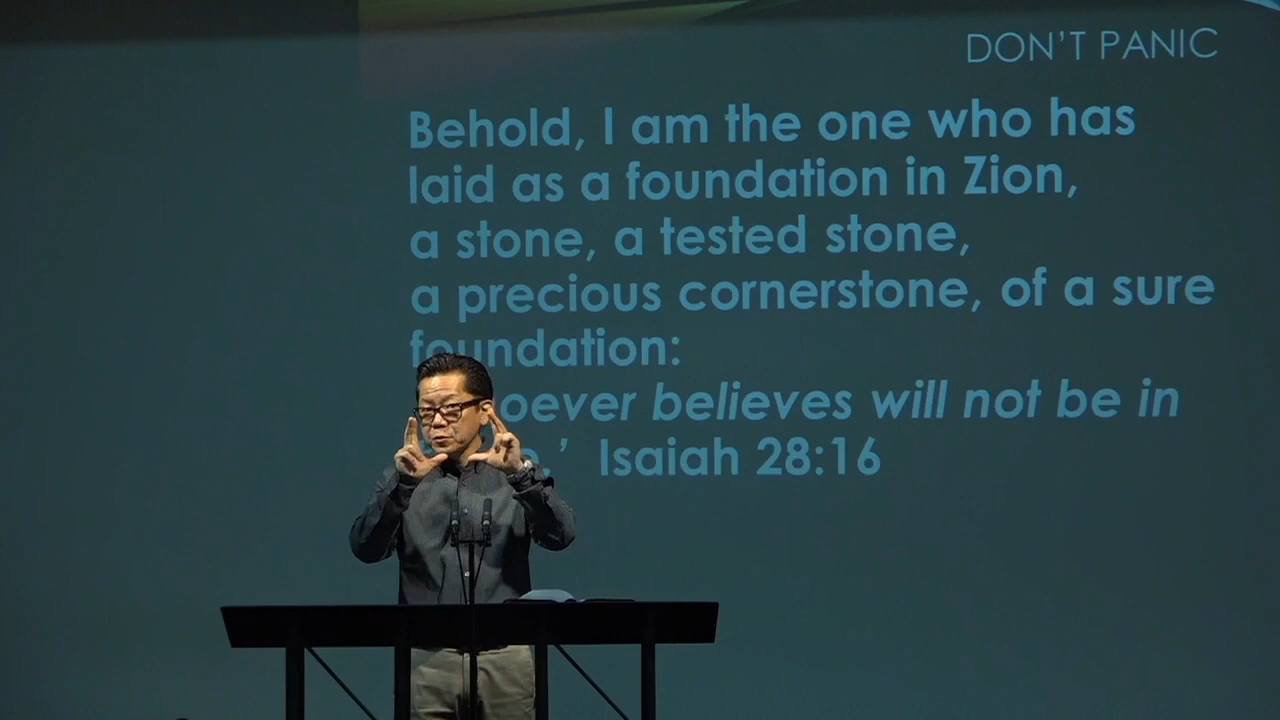 DON'T PANIC
Behold, I am the one who has
laid as a foundation in Zion,
a stone, a tested stone,
a precious cornerstone, of a sure
foundation:
believes will not be in
Isaiah 28:16